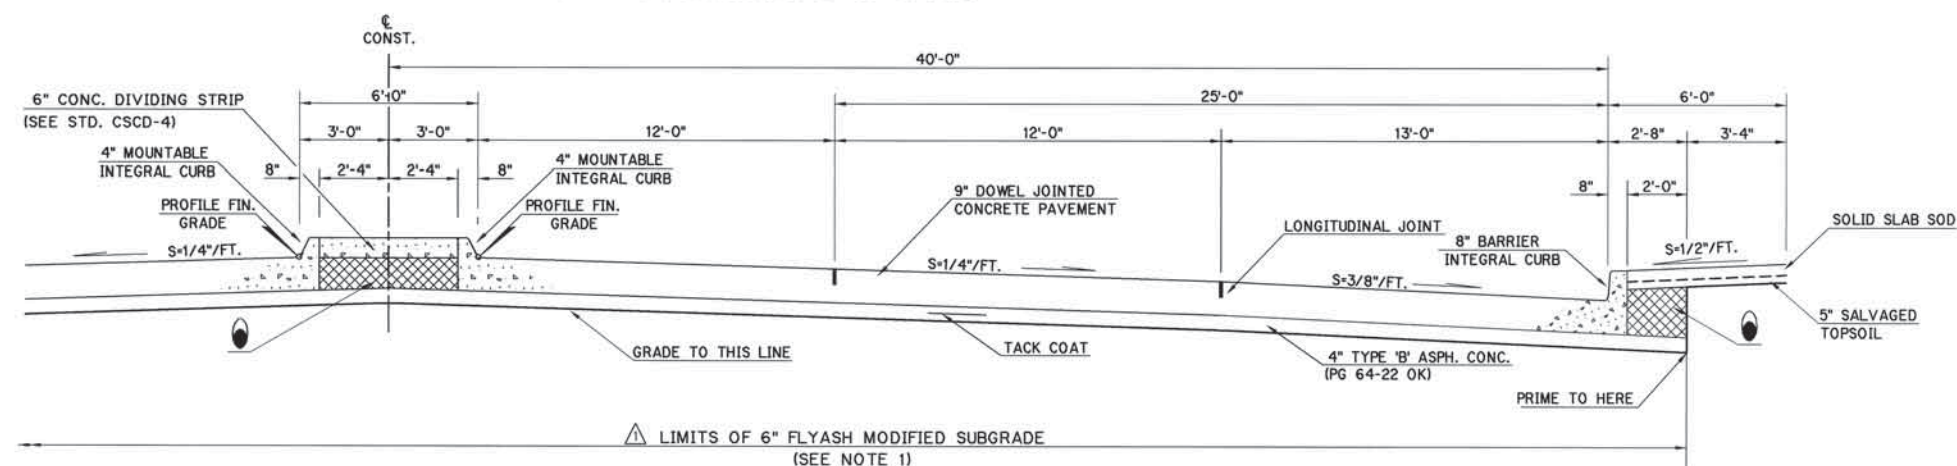 ℄
CONST.
40'-0"
6" CONC. DIVIDING STRIP
(SEE STD. CSCD-4)
6'-0"
25'-0"
6'-0"
3'-0"
3'-0"
12'-0"
12'-0"
13'-0"
2'-8"
3'-4"
4" MOUNTABLE
INTEGRAL CURB
8"
2'-4"
2'-4"
8"
4" MOUNTABLE
INTEGRAL CURB
8"
2'-0"
PROFILE FIN.
GRADE
PROFILE FIN.
GRADE
9" DOWEL JOINTED
CONCRETE PAVEMENT
LONGITUDINAL JOINT
8" BARRIER
INTEGRAL CURB
SOLID SLAB SOD
S=1/4"/FT.
S=1/4"/FT.
S=3/8"/FT.
S=1/2"/FT.
5" SALVAGED
TOPSOIL
GRADE TO THIS LINE
TACK COAT
4" TYPE 'B' ASPH. CONC.
(PG 64-22 OK)
PRIME TO HERE
1 LIMITS OF 6" FLYASH MODIFIED SUBGRADE
(SEE NOTE 1)